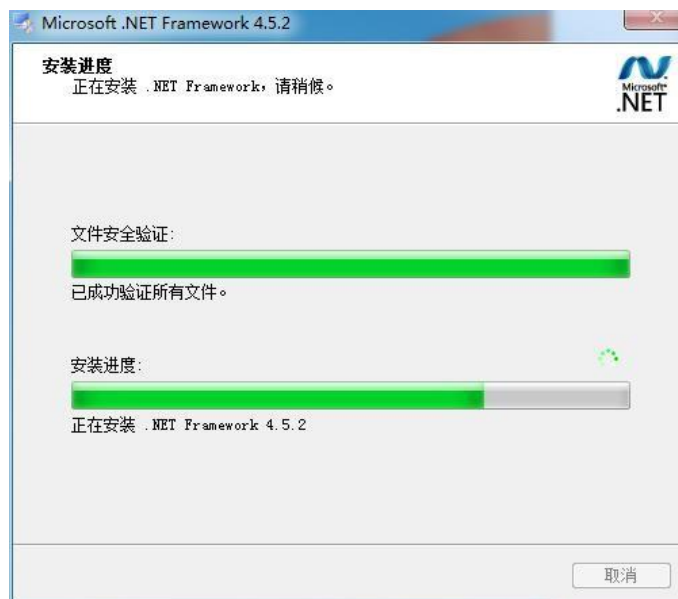 Microsoft .NET Framework 4.5.2
安装进度
正在安装 .NET Framework，请稍候。
Microsoft®
.NET
文件安全验证:
已成功验证所有文件。
安装进度:
正在安装 .NET Framework 4.5.2
取消